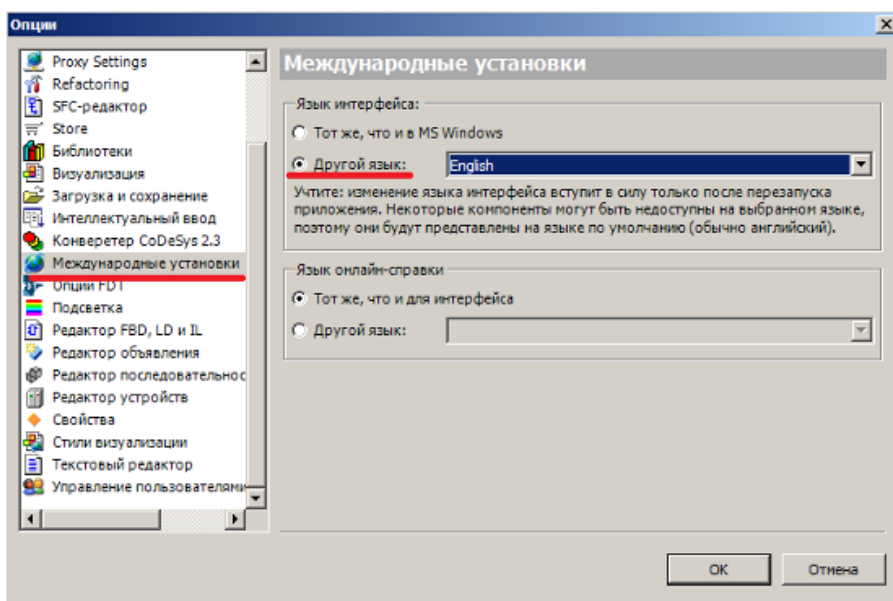 Опции
Proxy Settings
Refactoring
SFC-редактор
Store
Библиотеки
Визуализация
Загрузка и сохранение
Интеллектуальный ввод
Конверетер CoDeSys 2.3
Международные установки
Опции FDT
Подсветка
Редактор FBD, LD и IL
Редактор объявления
Редактор последовательнос
Редактор устройств
Свойства
Стили визуализации
Текстовый редактор
Управление пользователями
Международные установки
Язык интерфейса:
Тот же, что и в MS Windows
Другой язык:
English
Учтите: изменение языка интерфейса вступит в силу только после перезапуска
приложения. Некоторые компоненты могут быть недоступны на выбранном языке,
поэтому они будут представлены на языке по умолчанию (обычно английский).
Язык онлайн-справки
Тот же, что и для интерфейса
Другой язык:
OK
Отмена